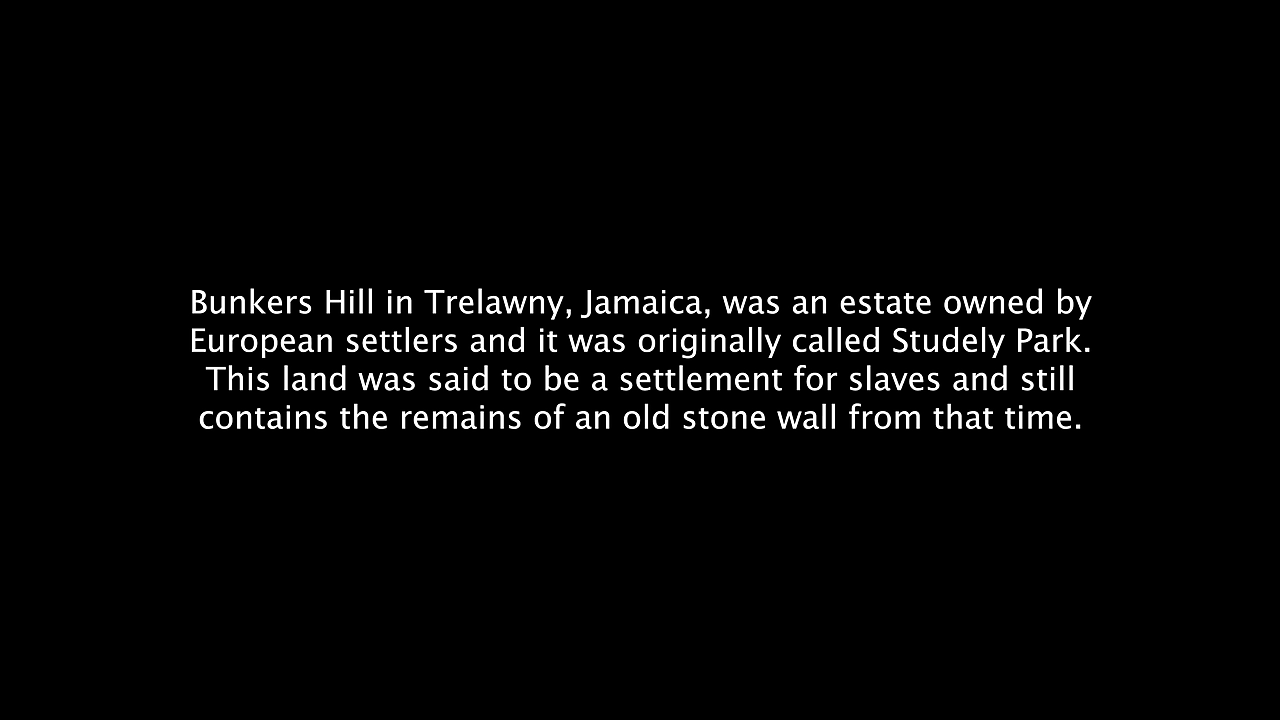 Bunkers Hill in Trelawny, Jamaica, was an estate owned by
European settlers and it was originally called Studely Park.
This land was said to be a settlement for slaves and still
contains the remains of an old stone wall from that time.